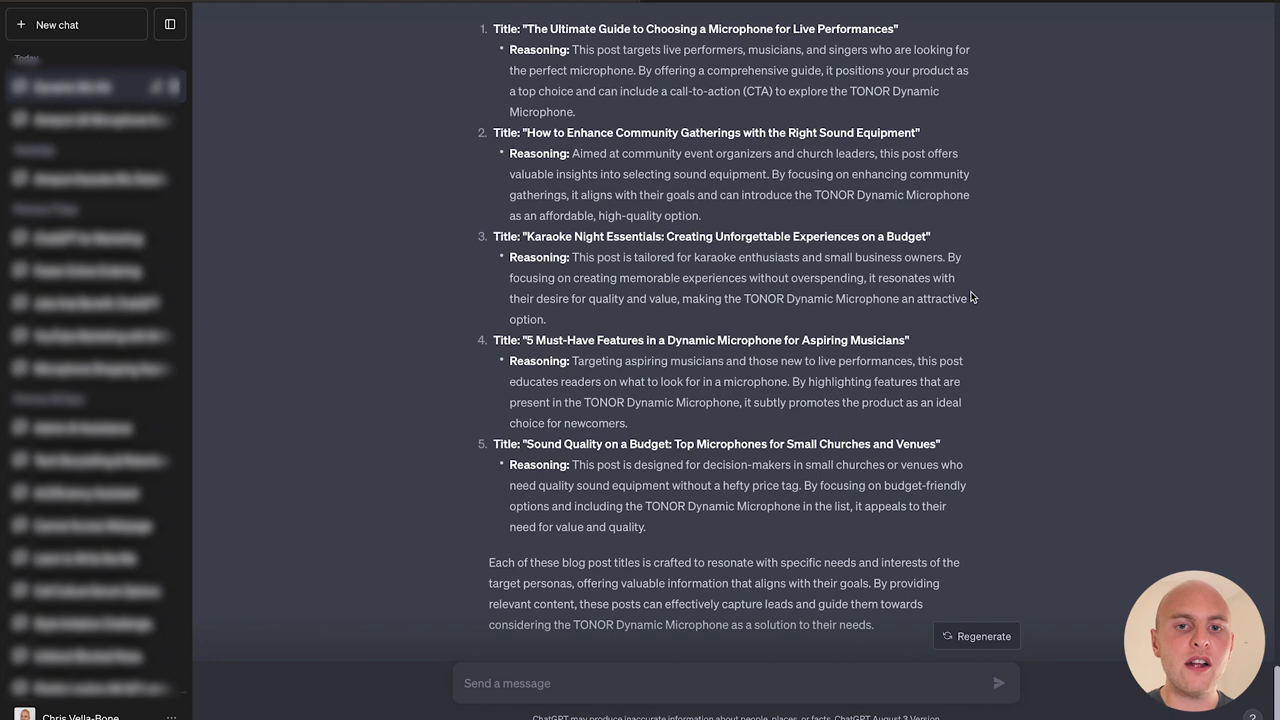 New chat
Today
1. Title: "The Ultimate Guide to Choosing a Microphone for Live Performances"
• Reasoning: This post targets live performers, musicians, and singers who are looking for
the perfect microphone. By offering a comprehensive guide, it positions your product as
a top choice and can include a call-to-action (CTA) to explore the TONOR Dynamic
Microphone.
2. Title: "How to Enhance Community Gatherings with the Right Sound Equipment"
• Reasoning: Aimed at community event organizers and church leaders, this post offers
valuable insights into selecting sound equipment. By focusing on enhancing community
gatherings, it aligns with their goals and can introduce the TONOR Dynamic Microphone
as an affordable, high-quality option.
3. Title: "Karaoke Night Essentials: Creating Unforgettable Experiences on a Budget"
• Reasoning: This post is tailored for karaoke enthusiasts and small business owners. By
focusing on creating memorable experiences without overspending, it resonates with
their desire for quality and value, making the TONOR Dynamic Microphone an attractive
option.
4. Title: "5 Must-Have Features in a Dynamic Microphone for Aspiring Musicians"
• Reasoning: Targeting aspiring musicians and those new to live performances, this post
educates readers on what to look for in a microphone. By highlighting features that are
present in the TONOR Dynamic Microphone, it subtly promotes the product as an ideal
choice for newcomers.
5. Title: "Sound Quality on a Budget: Top Microphones for Small Churches and Venues"
• Reasoning: This post is designed for decision-makers in small churches or venues who
need quality sound equipment without a hefty price tag. By focusing on budget-friendly
options and including the TONOR Dynamic Microphone in the list, it appeals to their
need for value and quality.
Each of these blog post titles is crafted to resonate with specific needs and interests of the
target personas, offering valuable information that aligns with their goals. By providing
relevant content, these posts can effectively capture leads and guide them towards
considering the TONOR Dynamic Microphone as a solution to their needs.
Regenerate
Send a message
Chris Vella-Bone
ChatGPT may produce inaccurate information about people, places, or facts. ChatGPT August 3 Version